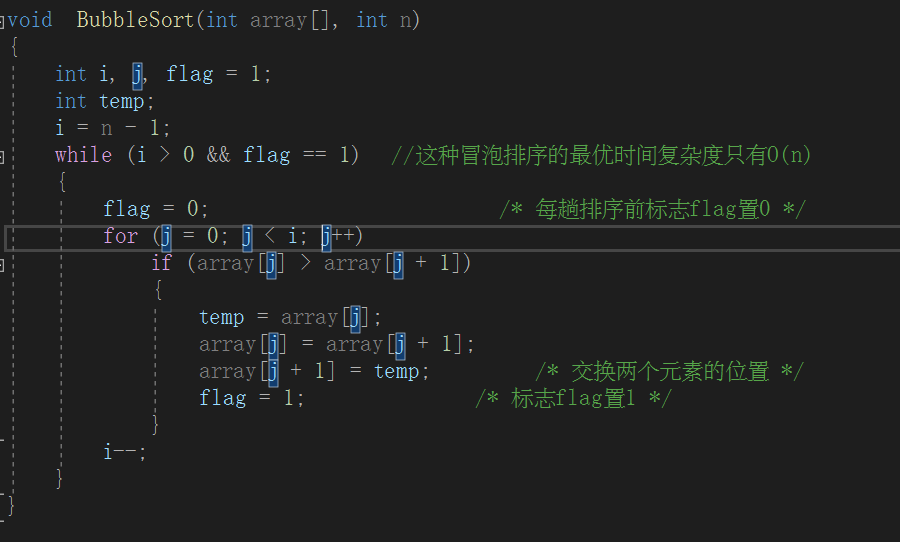 void  BubbleSort(int array[], int n)
{
int i, j, flag = 1;
int temp;
i = n - 1;
while (i > 0 && flag == 1)   //这种冒泡排序的最优时间复杂度只有O(n)
{
flag = 0;                        /* 每趟排序前标志flag置0 */
for (j = 0; j < i; j++)
if (array[j] > array[j + 1])
{
temp = array[j];
array[j] = array[j + 1];
array[j + 1] = temp;         /* 交换两个元素的位置 */
flag = 1;              /* 标志flag置1 */
}
i--;
}
}